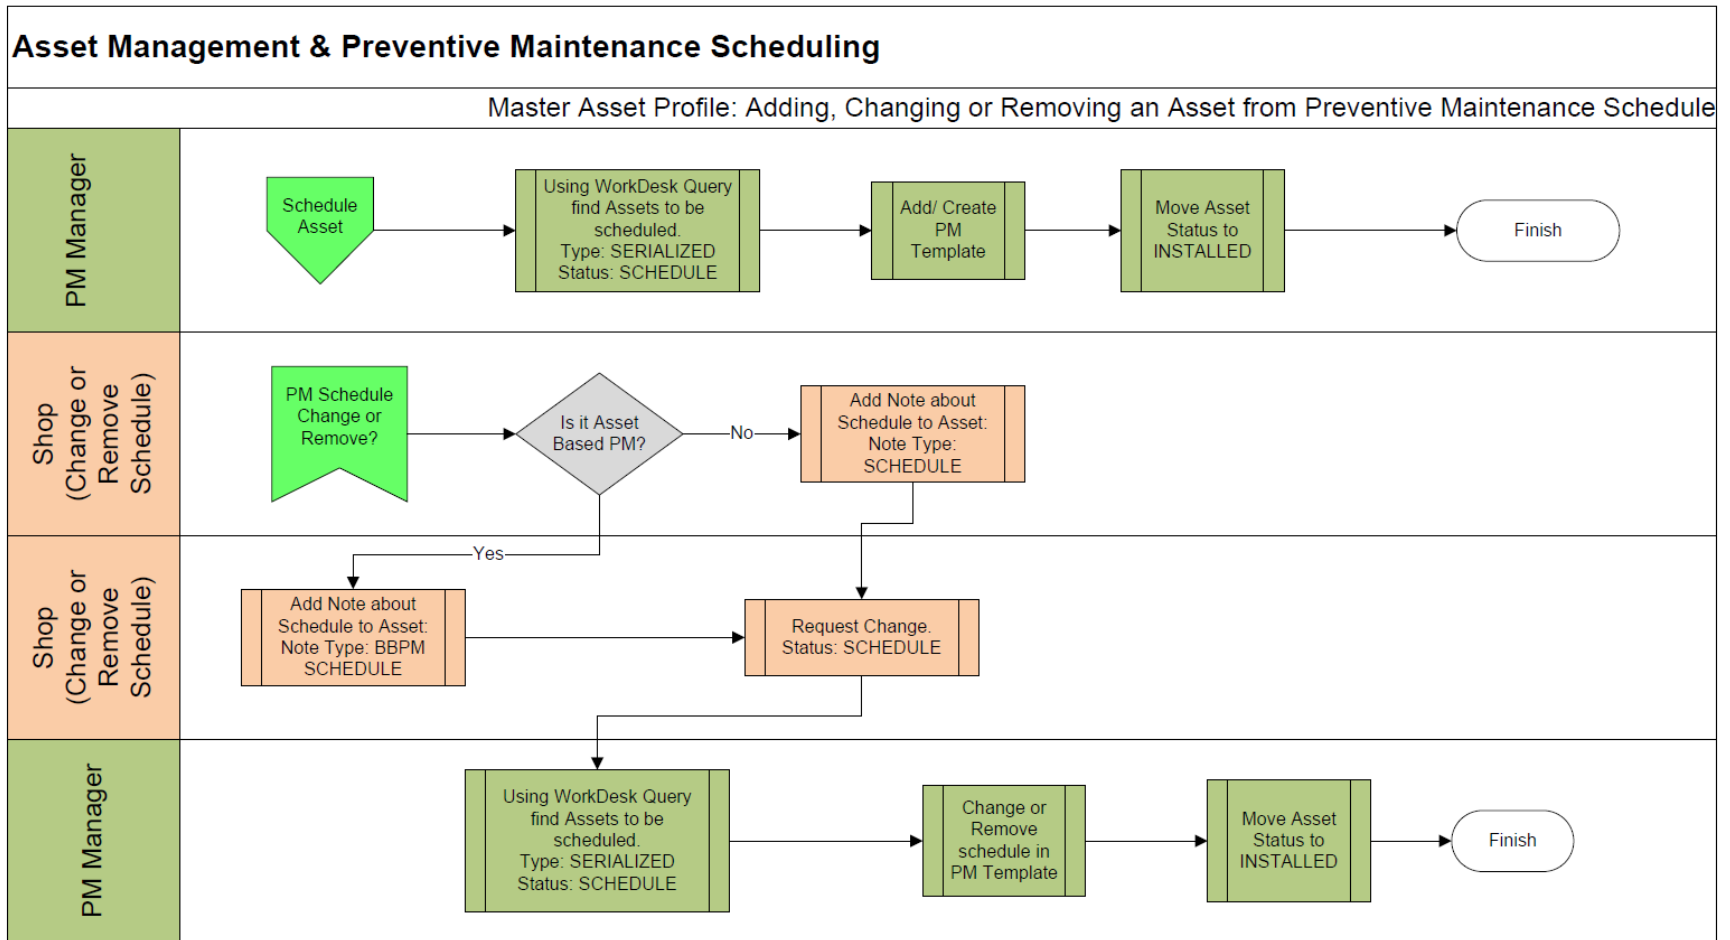 Asset Management & Preventive Maintenance Scheduling
Master Asset Profile: Adding, Changing or Removing an Asset from Preventive Maintenance Schedule
PM Manager
Schedule
Asset
Using WorkDesk Query
find Assets to be
scheduled.
Type: SERIALIZED
Status: SCHEDULE
Add/ Create
PM
Template
Move Asset
Status to
INSTALLED
Finish
Shop
(Change or
Remove
Schedule)
PM Schedule
Change or
Remove?
Is it Asset
Based PM?
No
Add Note about
Schedule to Asset:
Note Type:
SCHEDULE
Shop
(Change or
Remove
Schedule)
Yes
Add Note about
Schedule to Asset:
Note Type: BBPM
SCHEDULE
Request Change.
Status: SCHEDULE
PM Manager
Using WorkDesk Query
find Assets to be
scheduled.
Type: SERIALIZED
Status: SCHEDULE
Change or
Remove
schedule in
PM Template
Move Asset
Status to
INSTALLED
Finish